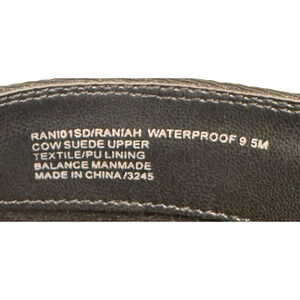 RANI01SD/RANIAH WATERPROOF 9.5M
COW SUEDE UPPER
TEXTILE/PU LINING
BALANCE MANMADE
MADE IN CHINA/3245